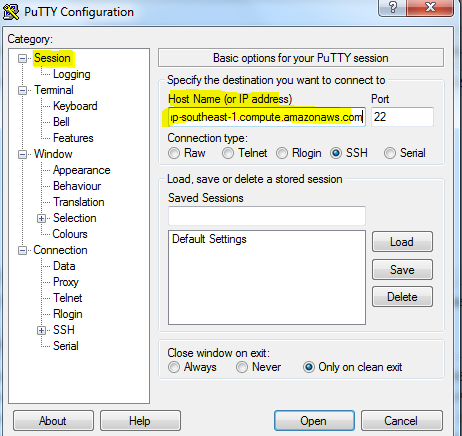 PuTTY Configuration
Category:
Session
Logging
Terminal
Keyboard
Bell
Features
Window
Appearance
Behaviour
Translation
Selection
Colours
Connection
Data
Proxy
Telnet
Rlogin
SSH
Serial
Basic options for your PuTTY session
Specify the destination you want to connect to
Host Name (or IP address) Port
ip-southeast-1.compute.amazonaws.com 22
Connection type:
Raw Telnet Rlogin SSH Serial
Load, save or delete a stored session
Saved Sessions
Default Settings
Load
Save
Delete
Close window on exit:
Always Never Only on clean exit
About Help Open Cancel